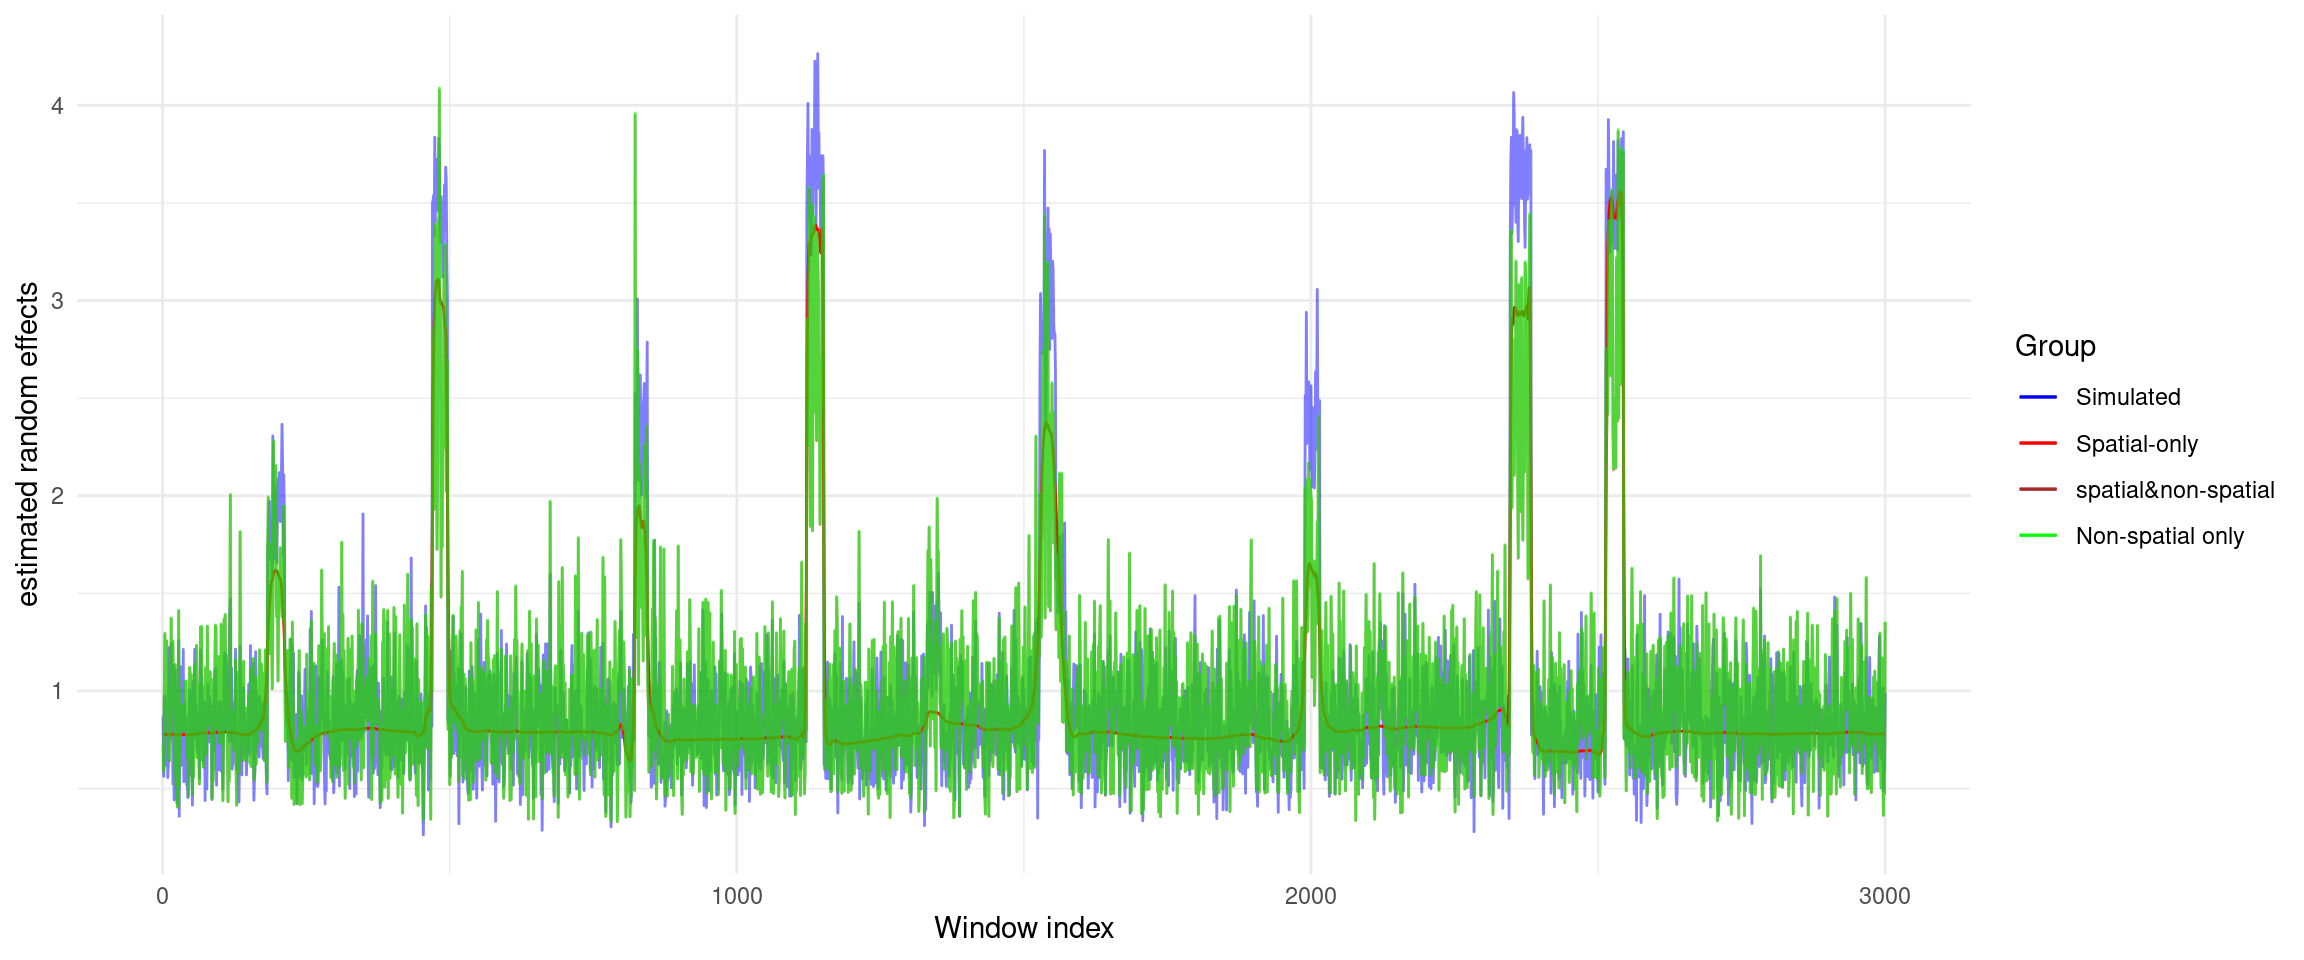 estimated random effects
4
3
2
1
0
1000
2000
3000
Window index
Group
Simulated
Spatial-only
spatial&non-spatial
Non-spatial only